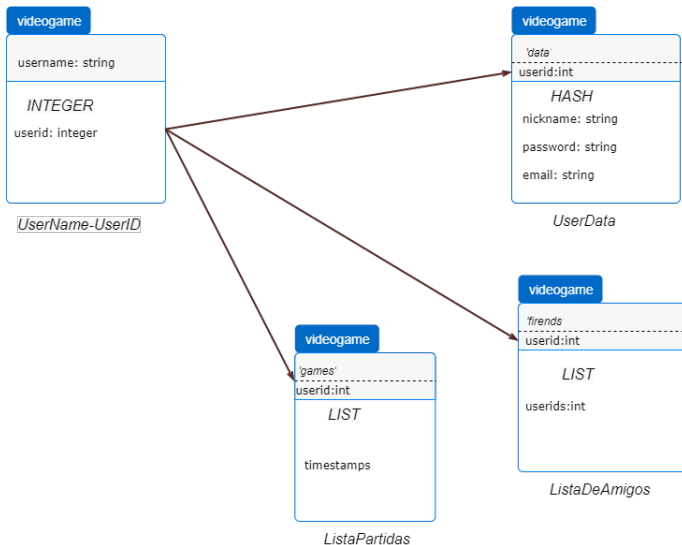 videogame
username: string
INTEGER
userid: integer
UserName-UserID
videogame
'data'
userid:int
HASH
nickname: string
password: string
email: string
UserData
videogame
'games'
userid:int
LIST
timestamps
ListaPartidas
videogame
'firends'
userid:int
LIST
userids:int
ListaDeAmigos